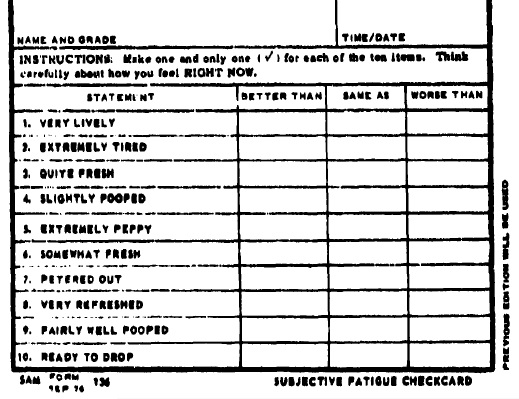 NAME AND GRADE TIME/DATE
INSTRUCTIONS: Make one and only one (✓) for each of the ten items. Think
carefully about how you feel RIGHT NOW.
STATEMENT BETTER THAN SAME AS WORSE THAN
1. VERY LIVELY
2. EXTREMELY TIRED
3. QUITE FRESH
4. SLIGHTLY POOPED
5. EXTREMELY PEPPY
6. SOMEWHAT FRESH
7. PETERED OUT
8. VERY REFRESHED
9. FAIRLY WELL POOPED
10. READY TO DROP
SAM FORM SEP 76 136 SUBJECTIVE FATIGUE CHECKCARD
PREVIOUS EDITION WILL BE USED